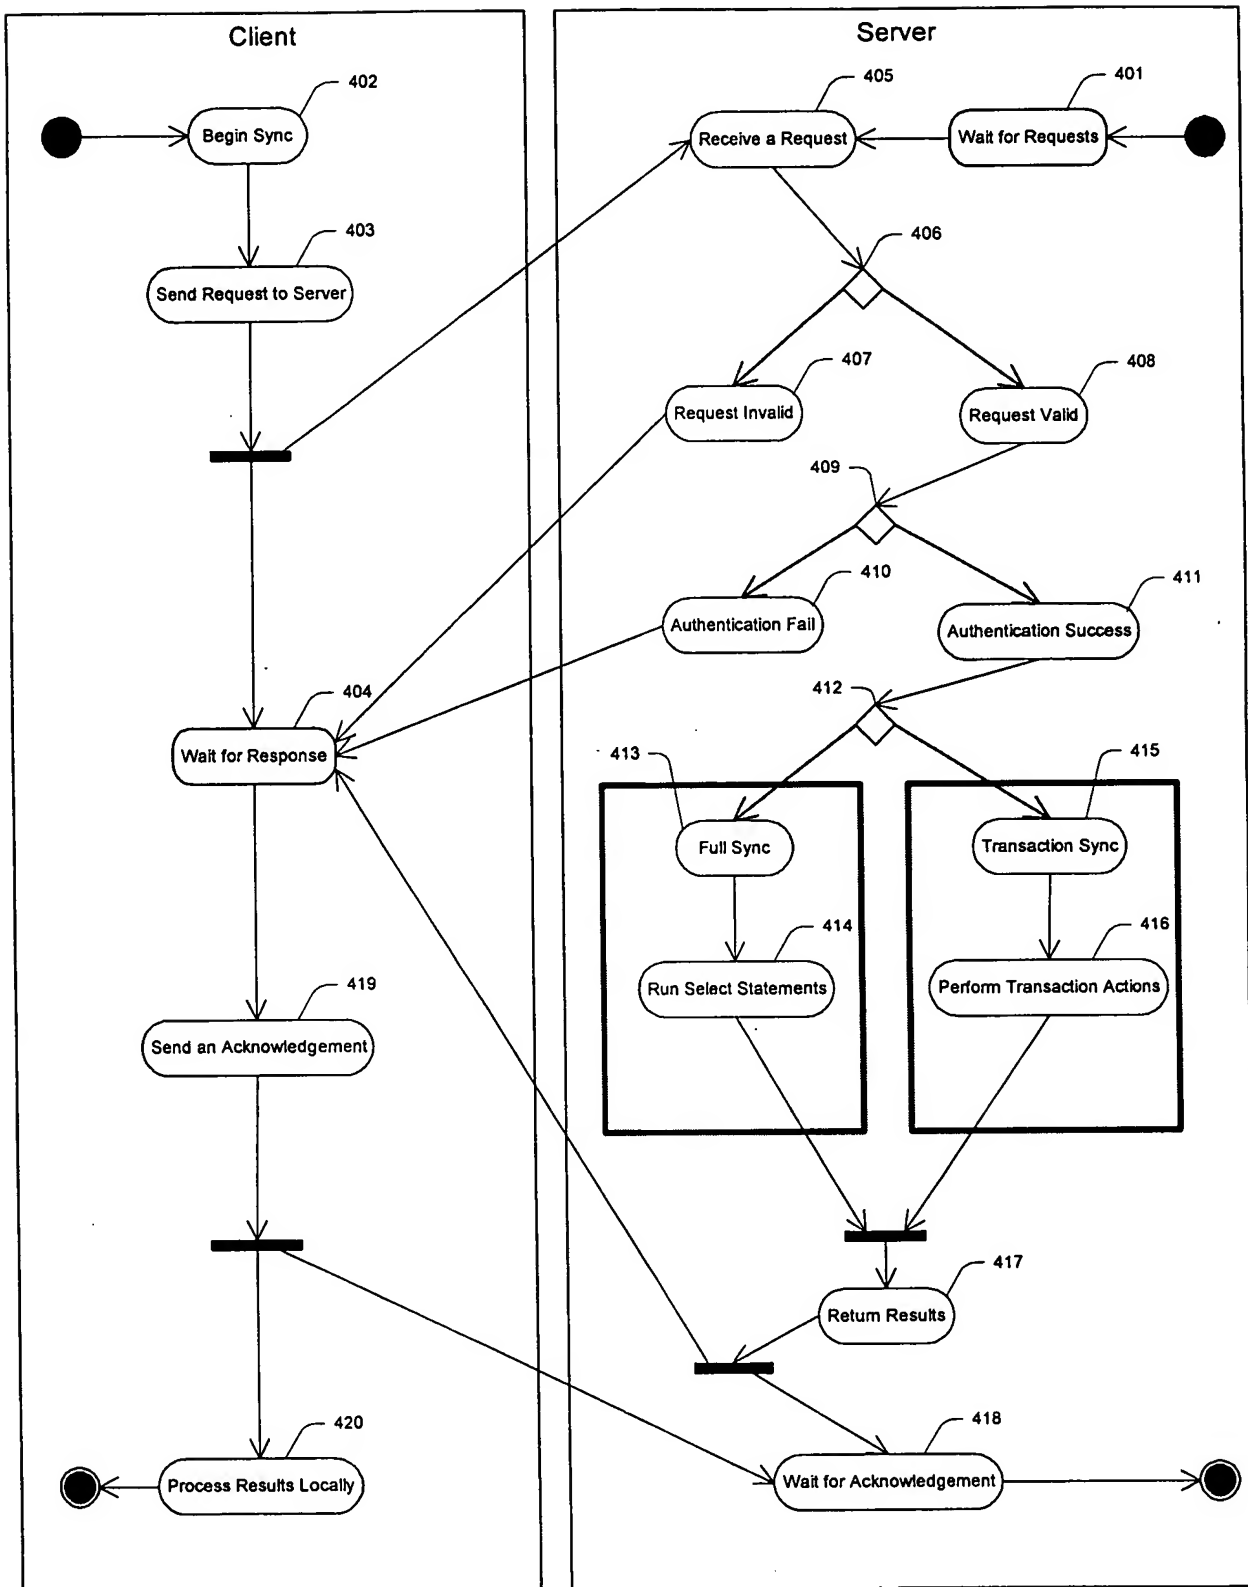 Client
Server
402
405
401
Begin Sync
Receive a Request
Wait for Requests
403
406
Send Request to Server
407
408
Request Invalid
Request Valid
409
410
411
Authentication Fail
Authentication Success
404
412
Wait for Response
413
415
Full Sync
Transaction Sync
414
416
Run Select Statements
Perform Transaction Actions
419
Send an Acknowledgement
417
Return Results
420
418
Process Results Locally
Wait for Acknowledgement